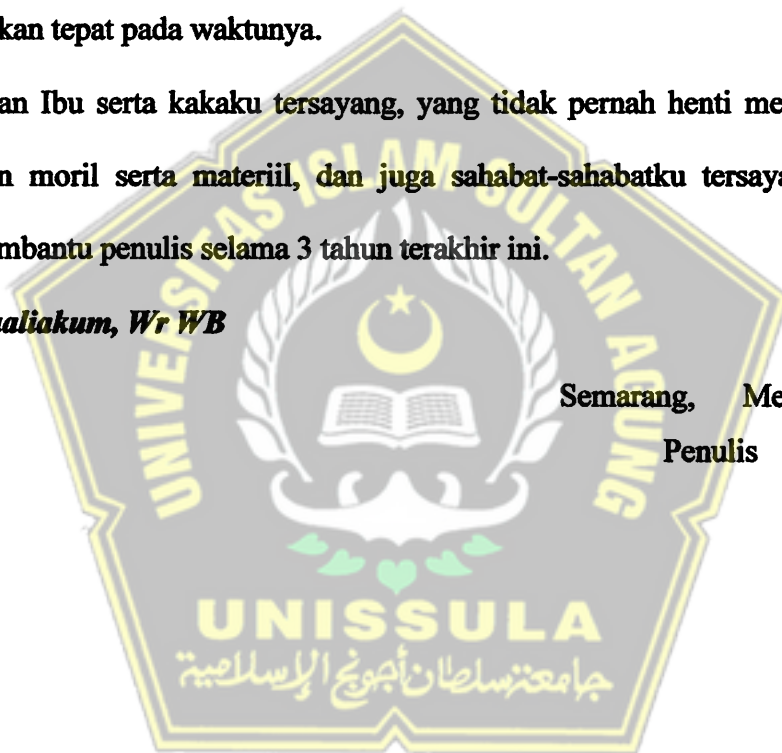 kan tepat pada waktunya.
an Ibu serta kakaku tersayang, yang tidak pernah henti me
n moril serta materiil, dan juga sahabat-sahabatku tersaya
mbantu penulis selama 3 tahun terakhir ini.
aliakum, Wr WB
Semarang, Me
Penulis
UNIVERSITAS ISLAM SULTAN AGUNG
UNISSULA
جامعة سلطان أجونج الإسلامية